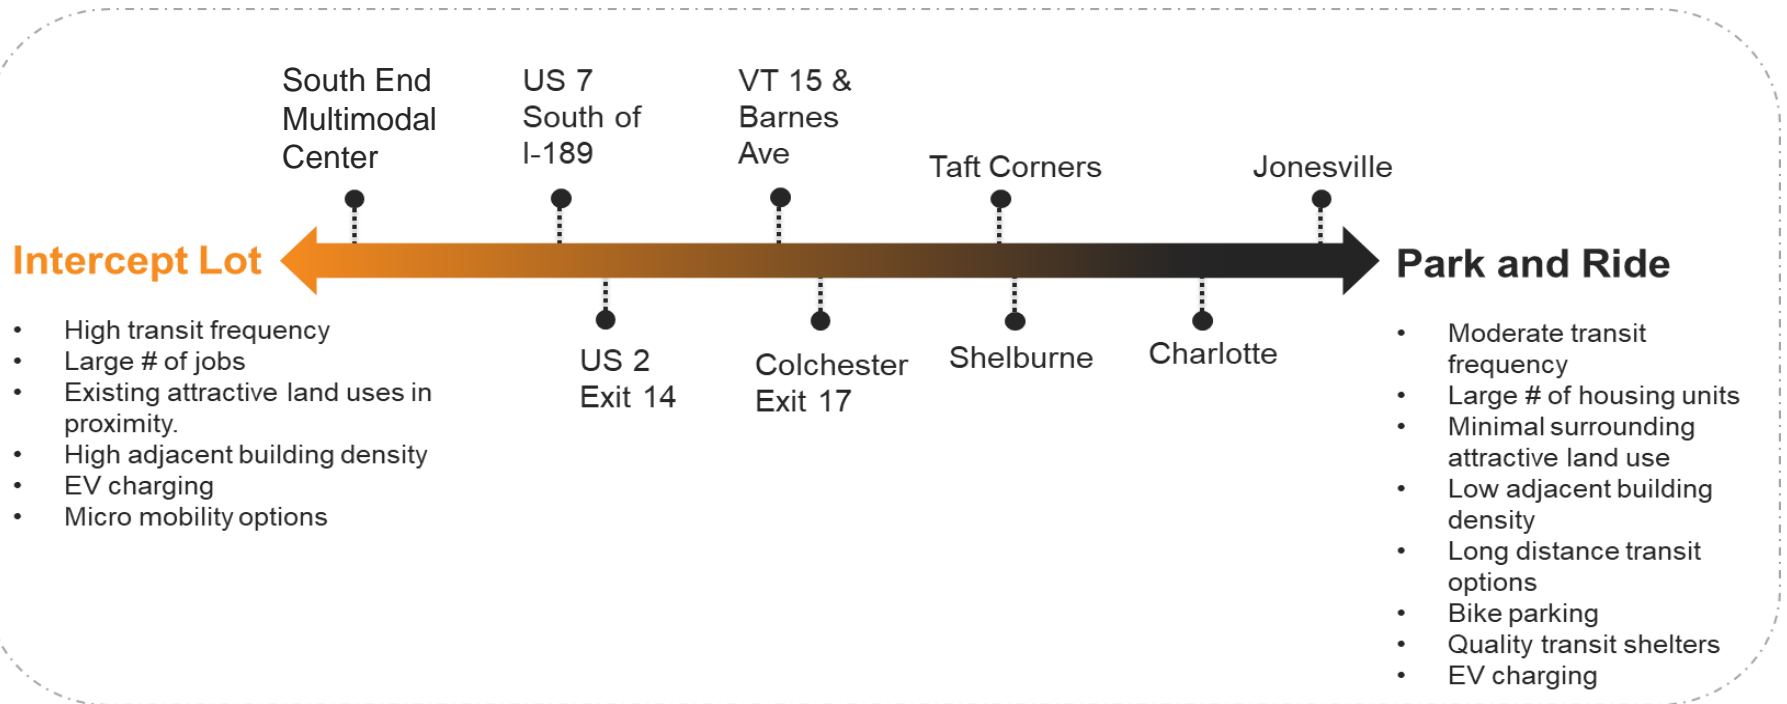 South End
Multimodal
Center
US 7
South of
I-189
VT 15 &
Barnes
Ave
Taft Corners
Jonesville
Intercept Lot
Park and Ride
US 2
Exit 14
Colchester
Exit 17
Shelburne
Charlotte
• High transit frequency
• Large # of jobs
• Existing attractive land uses in
proximity.
• High adjacent building density
• EV charging
• Micro mobility options
• Moderate transit
frequency
• Large # of housing units
• Minimal surrounding
attractive land use
• Low adjacent building
density
• Long distance transit
options
• Bike parking
• Quality transit shelters
• EV charging